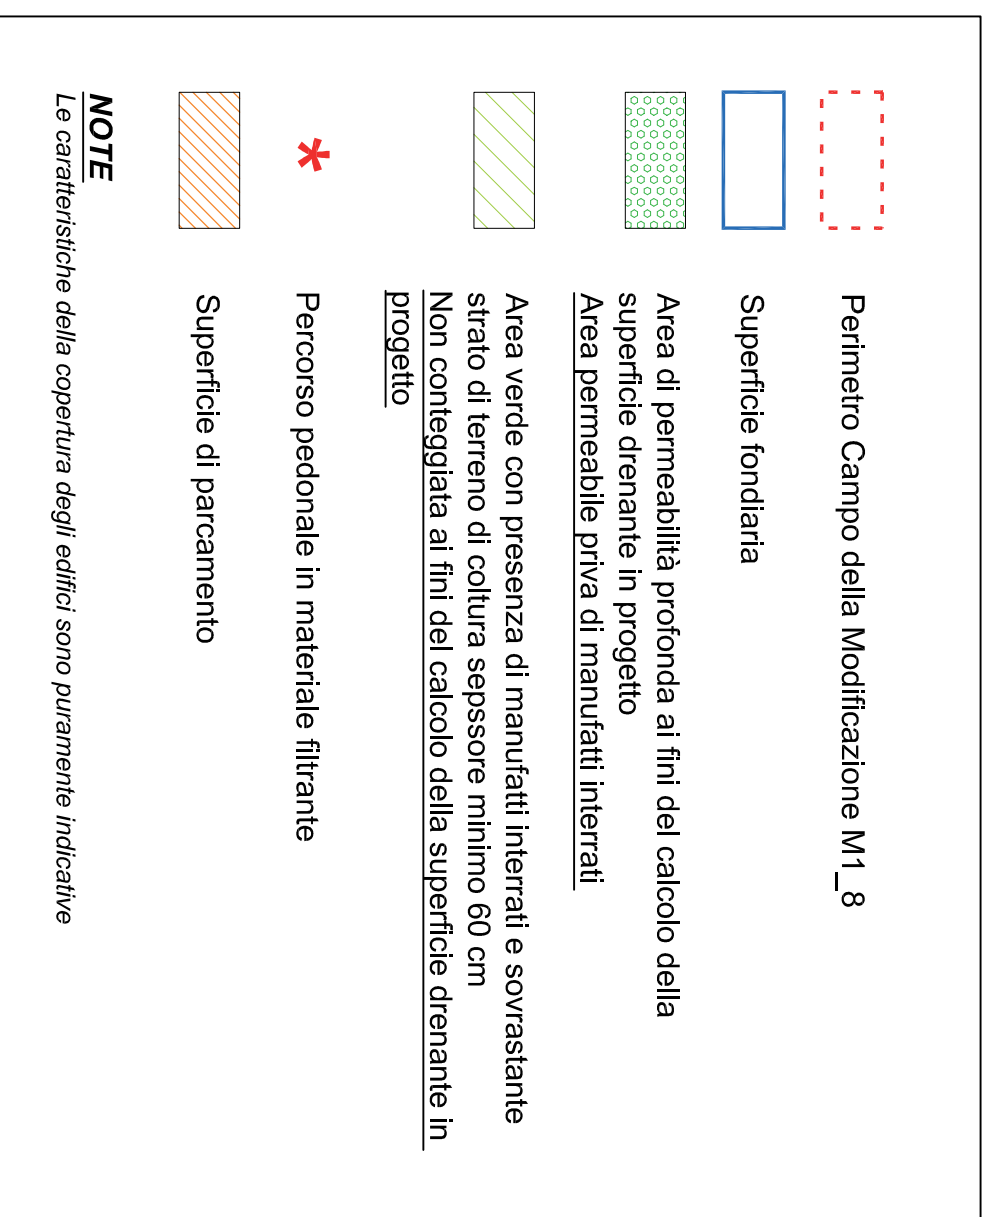 Perimetro Campo della Modificazione M1_8
Superficie fondiaria
Area di permeabilità profonda ai fini del calcolo della
superficie drenante in progetto
Area permeabile priva di manufatti interrati
Area verde con presenza di manufatti interrati e sovrastante
strato di terreno di coltura sepssore minimo 60 cm
Non conteggiata ai fini del calcolo della superficie drenante in
progetto
*
Percorso pedonale in materiale filtrante
Superficie di parcamento
NOTE
Le caratteristiche della copertura degli edifici sono puramente indicative